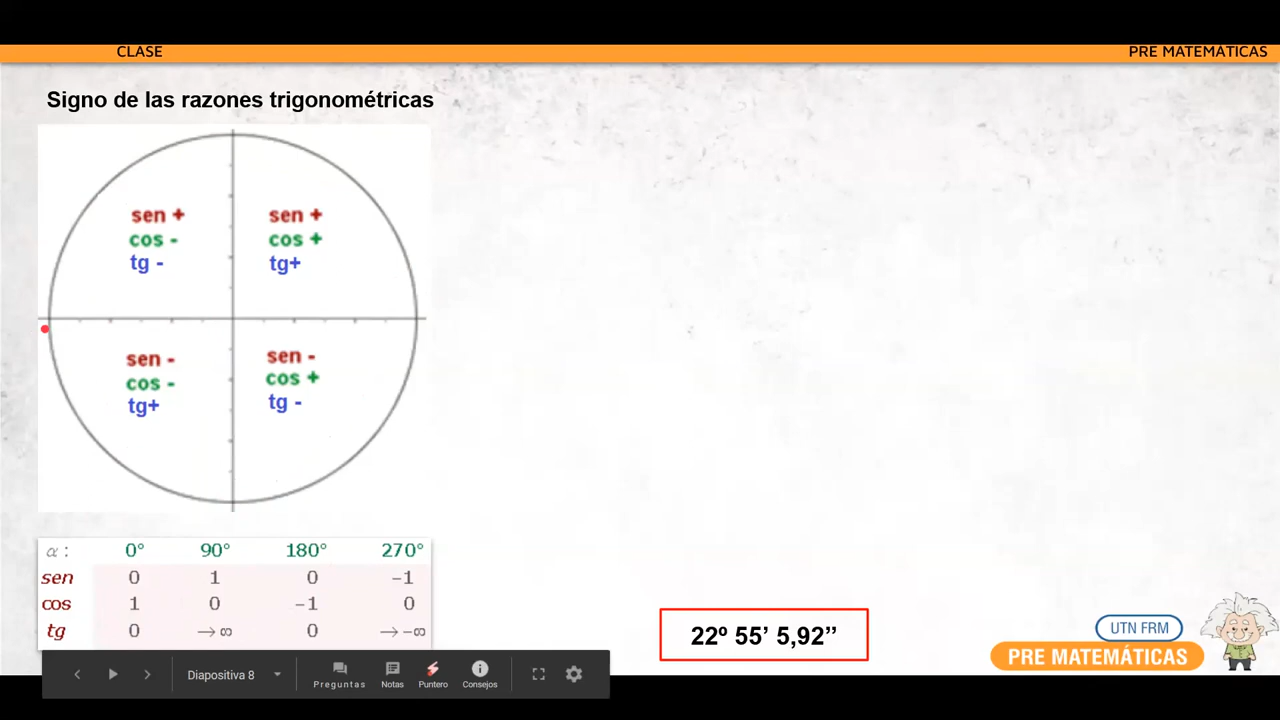 CLASE
PRE MATEMÁTICAS
Signo de las razones trigonométricas
sen + sen +
cos - cos +
tg - tg+
sen - sen -
cos - cos +
tg+ tg -
α : 0° 90° 180° 270°
sen 0 1 0 −1
cos 1 0 −1 0
tg 0 →∞ 0 →−∞
22º 55’ 5,92’’
UTN FRM
PRE MATEMÁTICAS
Diapositiva 8
Preguntas Notas Puntero Consejos